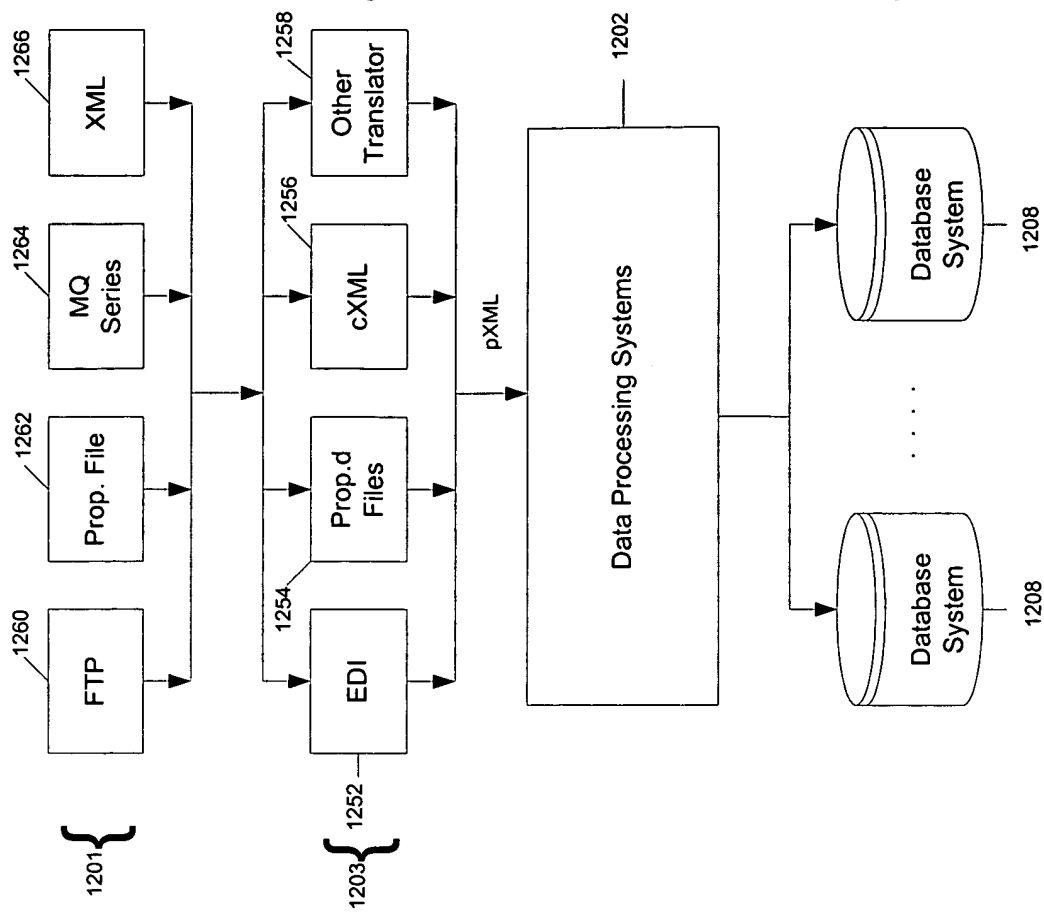 1201
1260
FTP
1262
Prop. File
1264
MQ
Series
1266
XML
1203
1252
EDI
1254
Prop.d
Files
1256
cXML
1258
Other
Translator
pXML
Data Processing Systems
1202
Database
System
1208
. . . . .
Database
System
1208